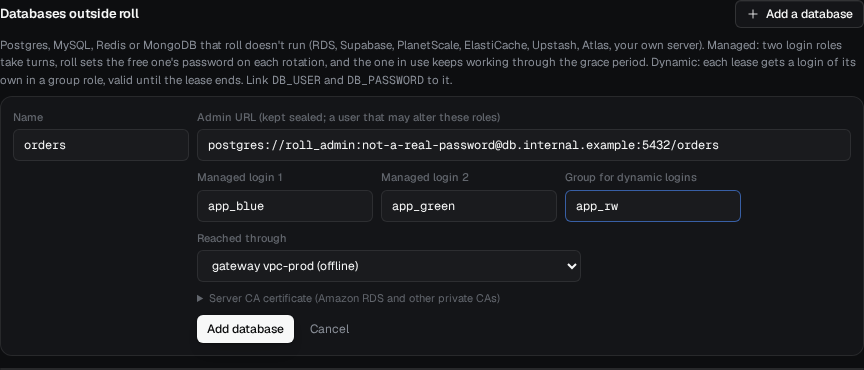 Databases outside roll
+ Add a database
Postgres, MySQL, Redis or MongoDB that roll doesn't run (RDS, Supabase, PlanetScale, ElastiCache, Upstash, Atlas, your own server). Managed: two login roles
take turns, roll sets the free one's password on each rotation, and the one in use keeps working through the grace period. Dynamic: each lease gets a login of its
own in a group role, valid until the lease ends. Link DB_USER and DB_PASSWORD to it.
Name
Admin URL (kept sealed; a user that may alter these roles)
orders
postgres://roll_admin:not-a-real-password@db.internal.example:5432/orders
Managed login 1
Managed login 2
Group for dynamic logins
app_blue
app_green
app_rw
Reached through
gateway vpc-prod (offline)
Server CA certificate (Amazon RDS and other private CAs)
Add database
Cancel